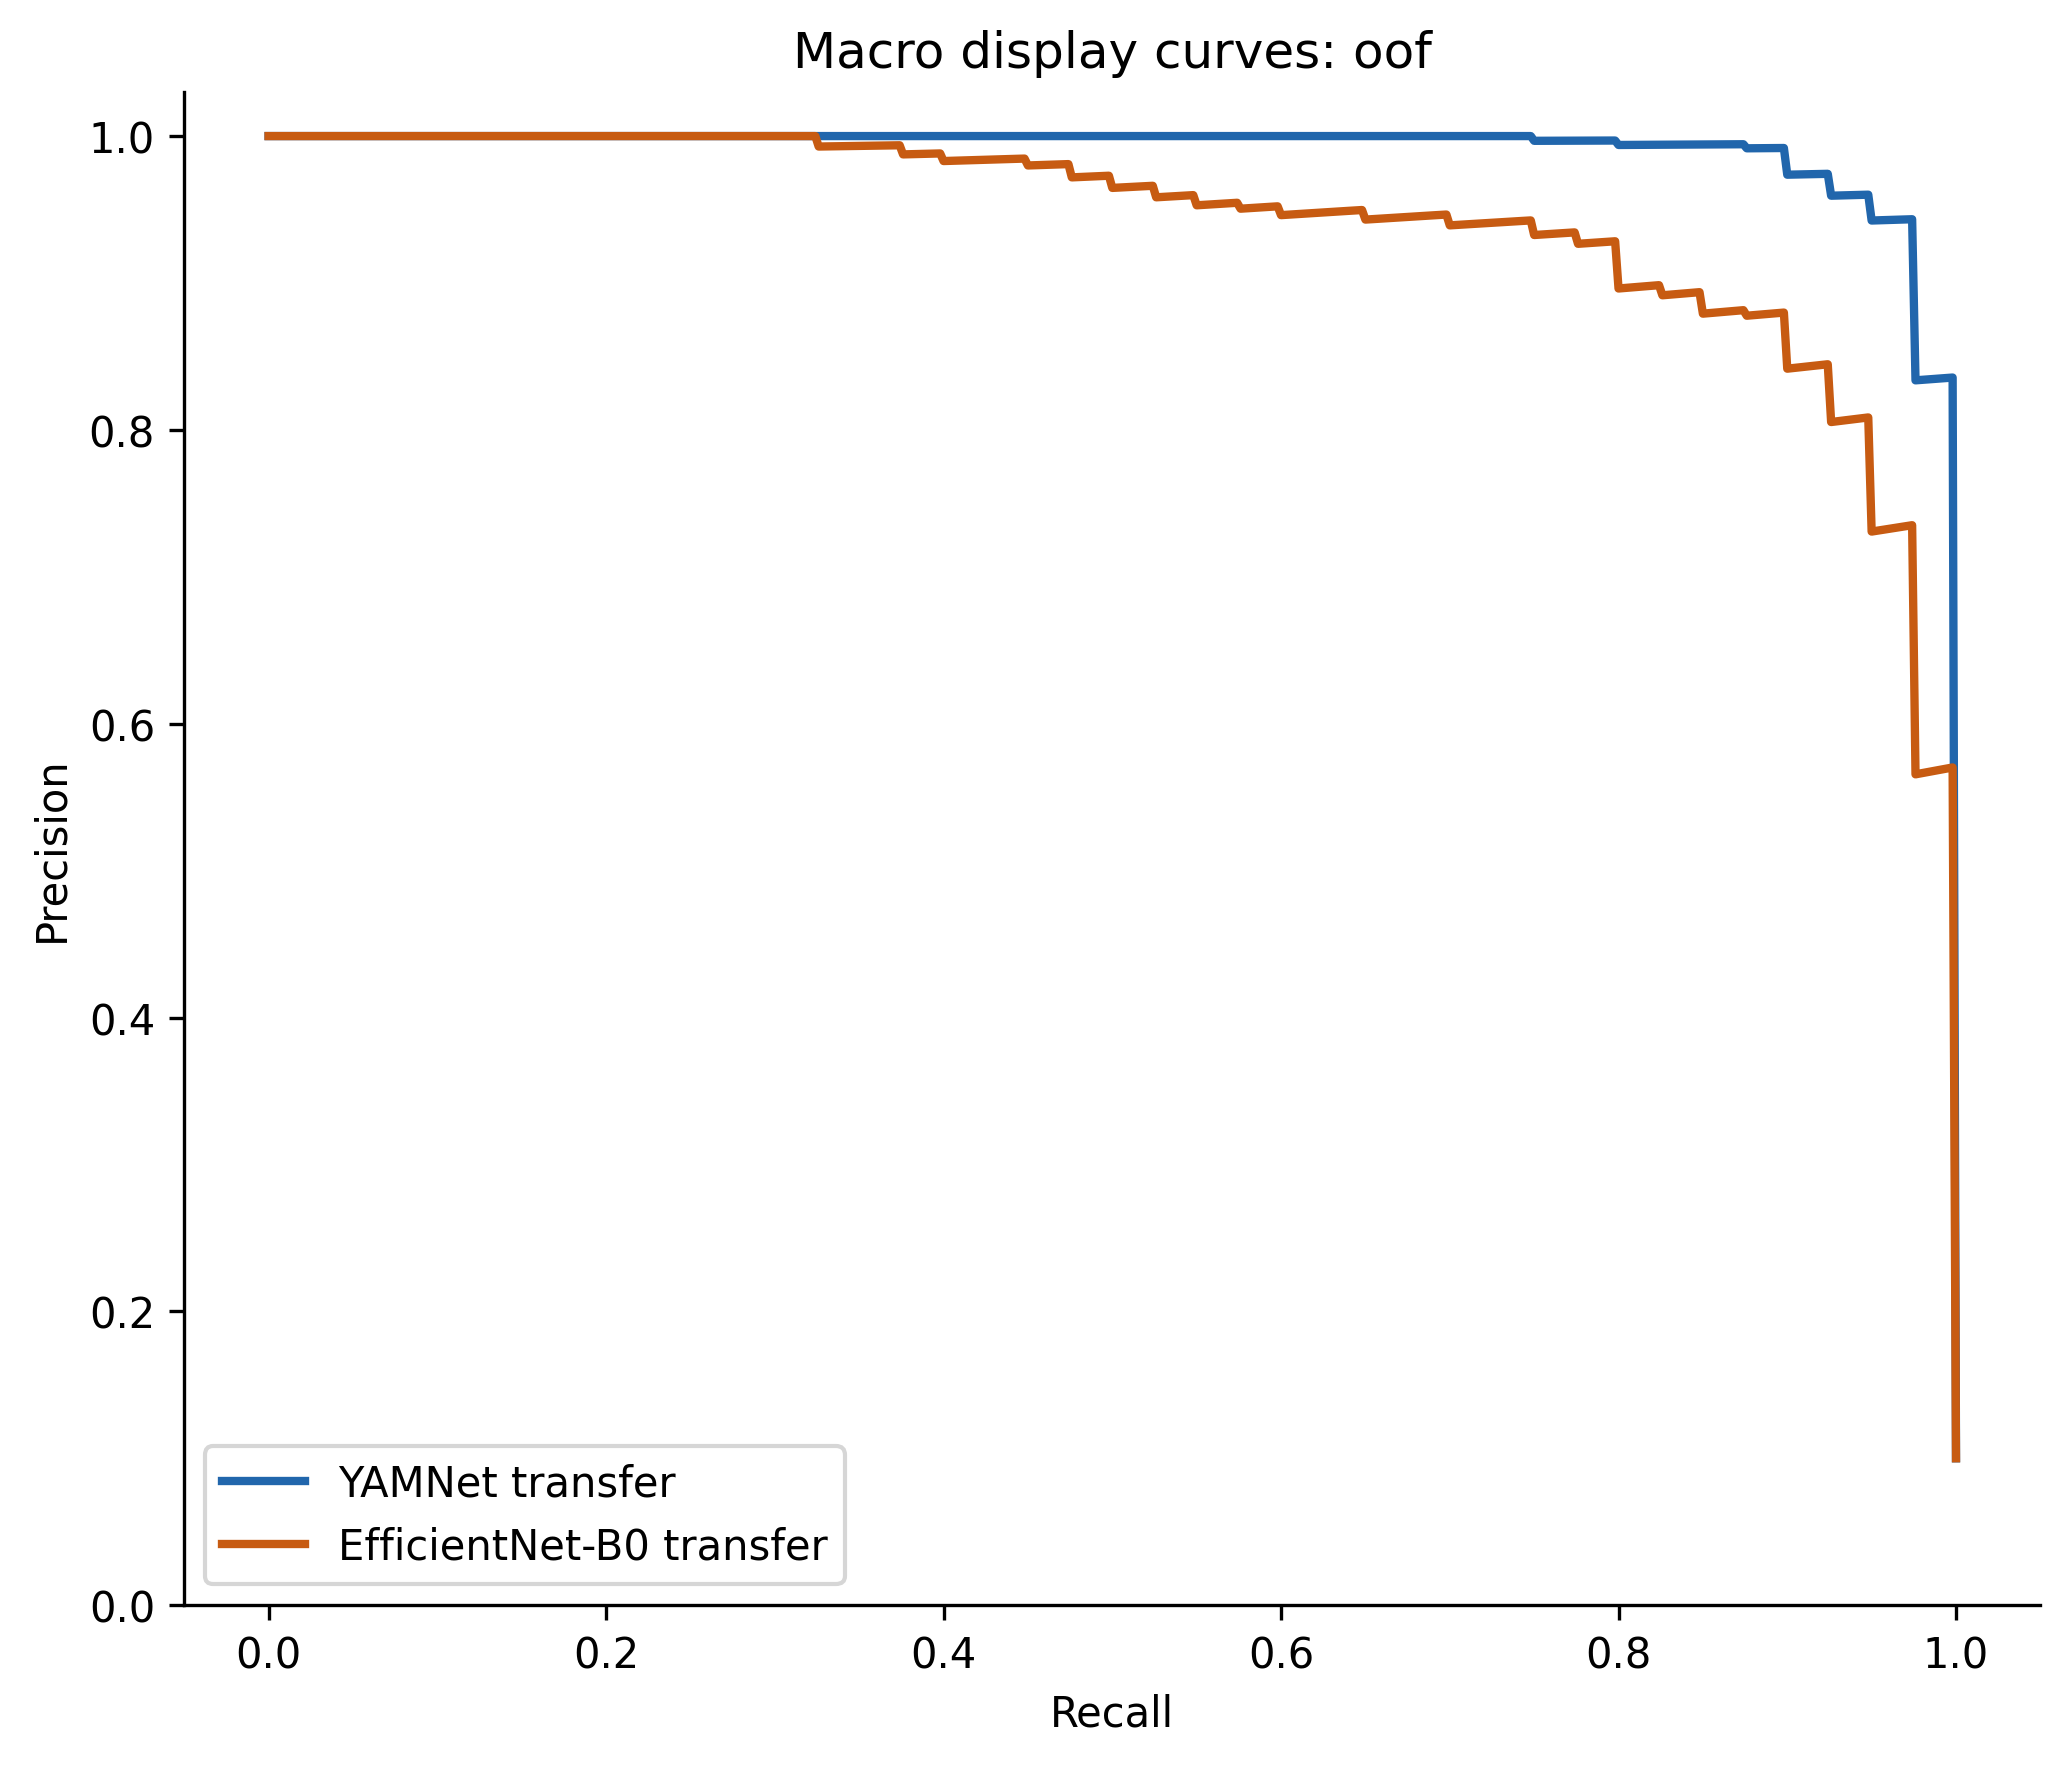 Macro display curves: oof
1.0
0.8
0.6
0.4
0.2
0.0
Precision
0.0 0.2 0.4 0.6 0.8 1.0
Recall
YAMNet transfer
EfficientNet-B0 transfer